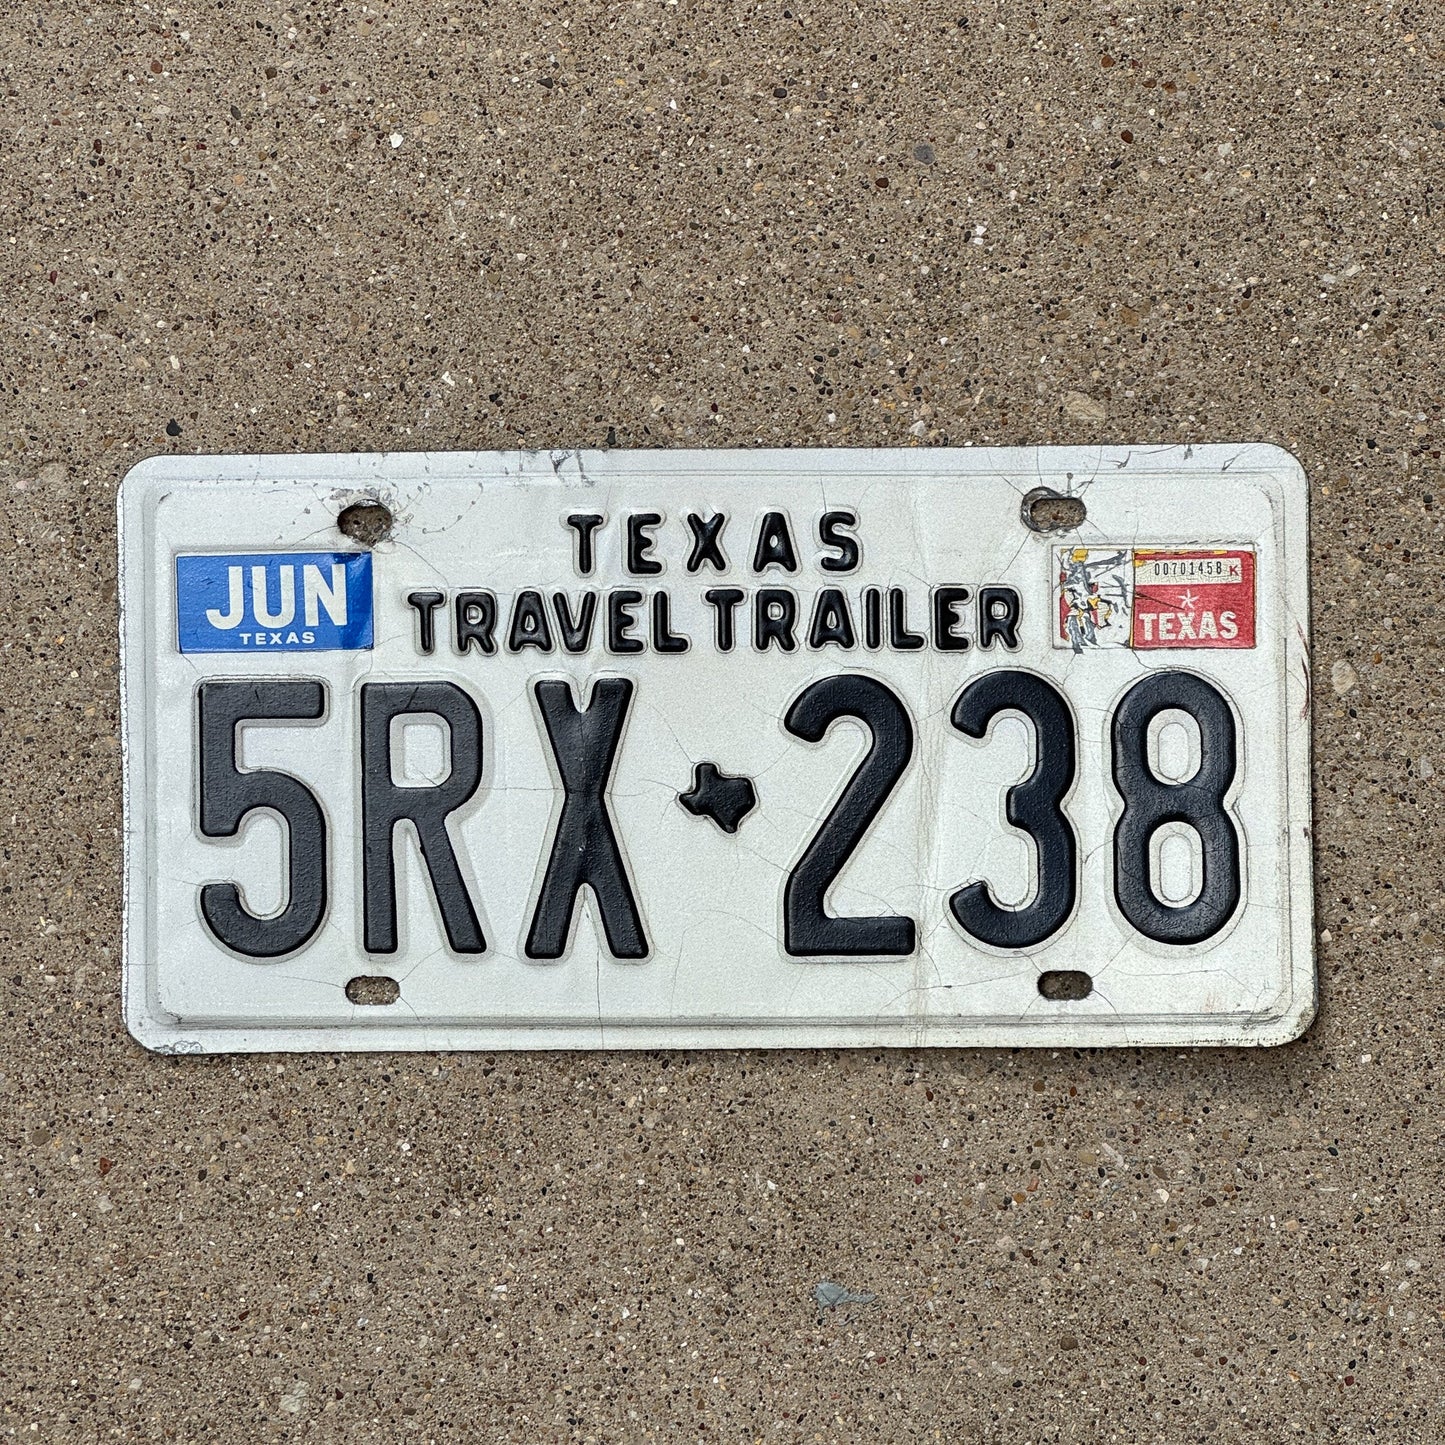 TEXAS
JUN
TEXAS
TRAVEL TRAILER
00701458 K
TEXAS
5RX 238